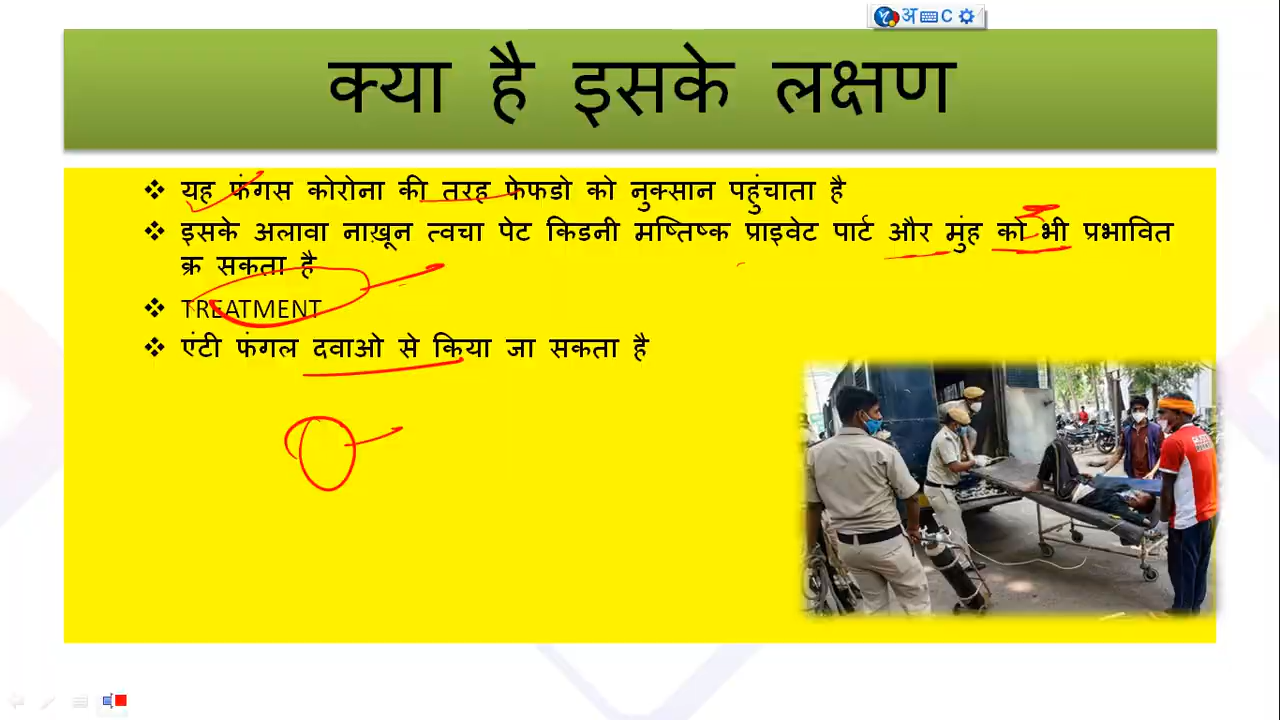 अ C
क्या है इसके लक्षण
❖ यह फंगस कोरोना की तरह फेफडो को नुक्सान पहुंचाता है
❖ इसके अलावा नाख़ून त्वचा पेट किडनी मष्तिष्क प्राइवेट पार्ट और मुंह को भी प्रभावित
क्र सकता है
❖ TREATMENT
❖ एंटी फंगल दवाओ से किया जा सकता है